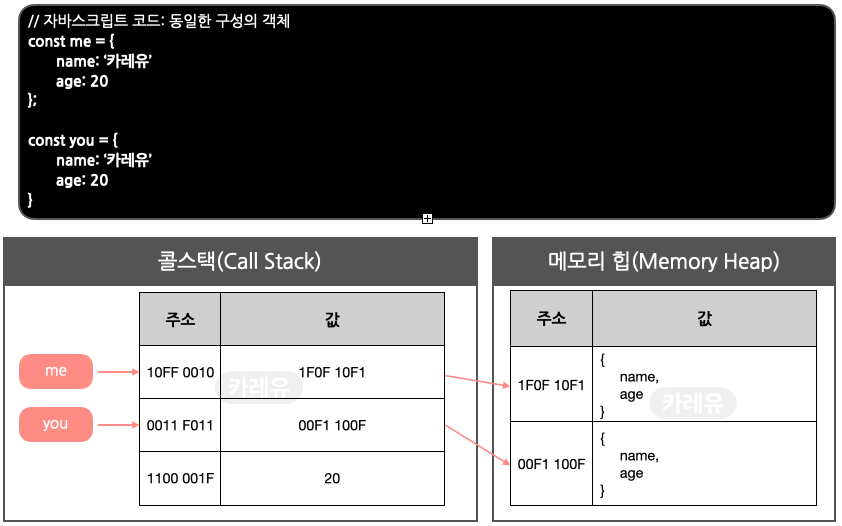 // 자바스크립트 코드: 동일한 구성의 객체
const me = {
name: ‘카레유’
age: 20
};
const you = {
name: ‘카레유’
age: 20
}
콜스택(Call Stack)
주소 값
me 10FF 0010 1F0F 10F1
카레유
you 0011 F011 00F1 100F
1100 001F 20
메모리 힙(Memory Heap)
주소 값
1F0F 10F1
{
name,
age
}
카레유
00F1 100F
{
name,
age
}